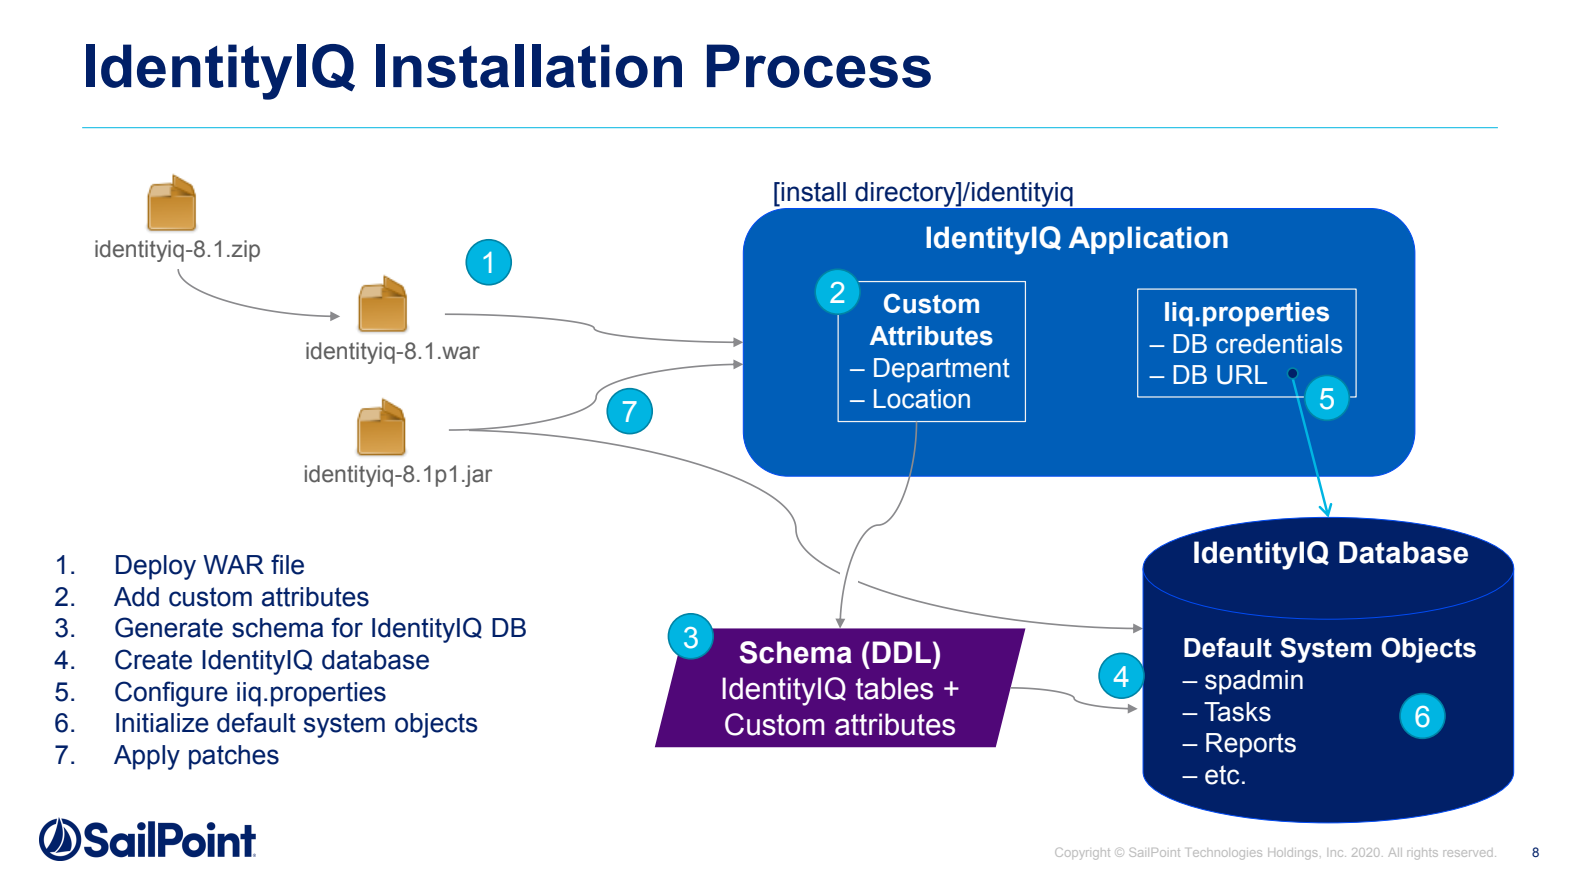 IdentityIQ Installation Process
identityiq-8.1.zip
1
identityiq-8.1.war
7
identityiq-8.1p1.jar
[install directory]/identityiq
IdentityIQ Application
2
Custom
Attributes
– Department
– Location
Iiq.properties
– DB credentials
– DB URL
5
1. Deploy WAR file
2. Add custom attributes
3. Generate schema for IdentityIQ DB
4. Create IdentityIQ database
5. Configure iiq.properties
6. Initialize default system objects
7. Apply patches
3
Schema (DDL)
IdentityIQ tables +
Custom attributes
4
IdentityIQ Database
Default System Objects
– spadmin
– Tasks
– Reports
– etc.
6
SailPoint
Copyright © SailPoint Technologies Holdings, Inc. 2020. All rights reserved.
8